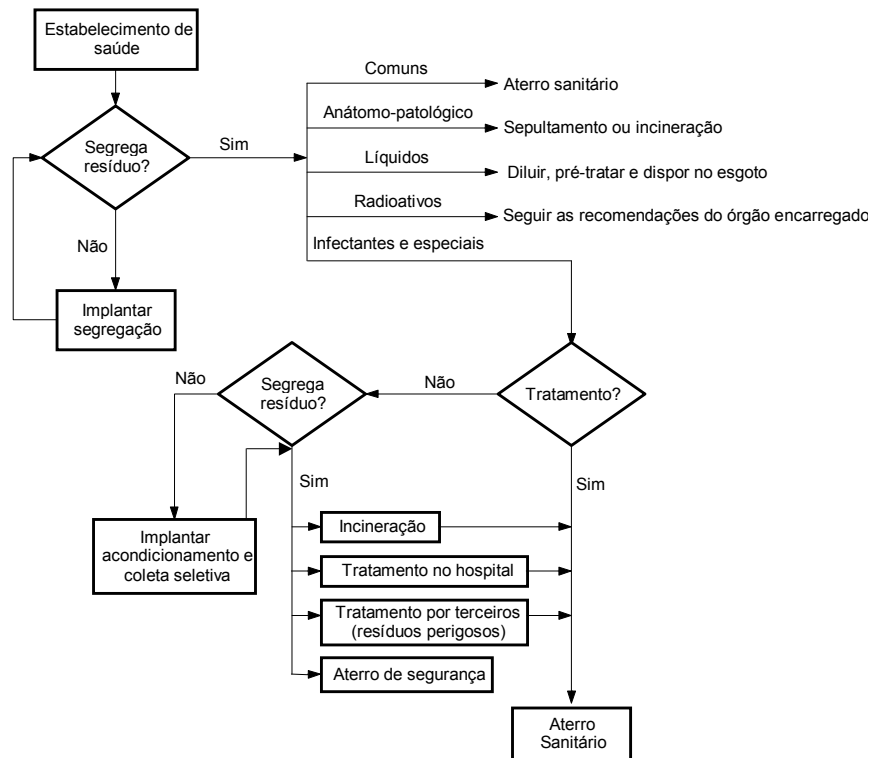 Estabelecimento de
saúde
Comuns
Aterro sanitário
Anátomo-patológico
Sepultamento ou incineração
Segrega
resíduo?
Sim
Líquidos
Diluir, pré-tratar e dispor no esgoto
Radioativos
Seguir as recomendações do órgão encarregado
Não
Infectantes e especiais
Implantar
segregação
Não
Segrega
resíduo?
Não
Tratamento?
Sim
Sim
Implantar
acondicionamento e
coleta seletiva
Incineração
Tratamento no hospital
Tratamento por terceiros
(resíduos perigosos)
Aterro de segurança
Aterro
Sanitário